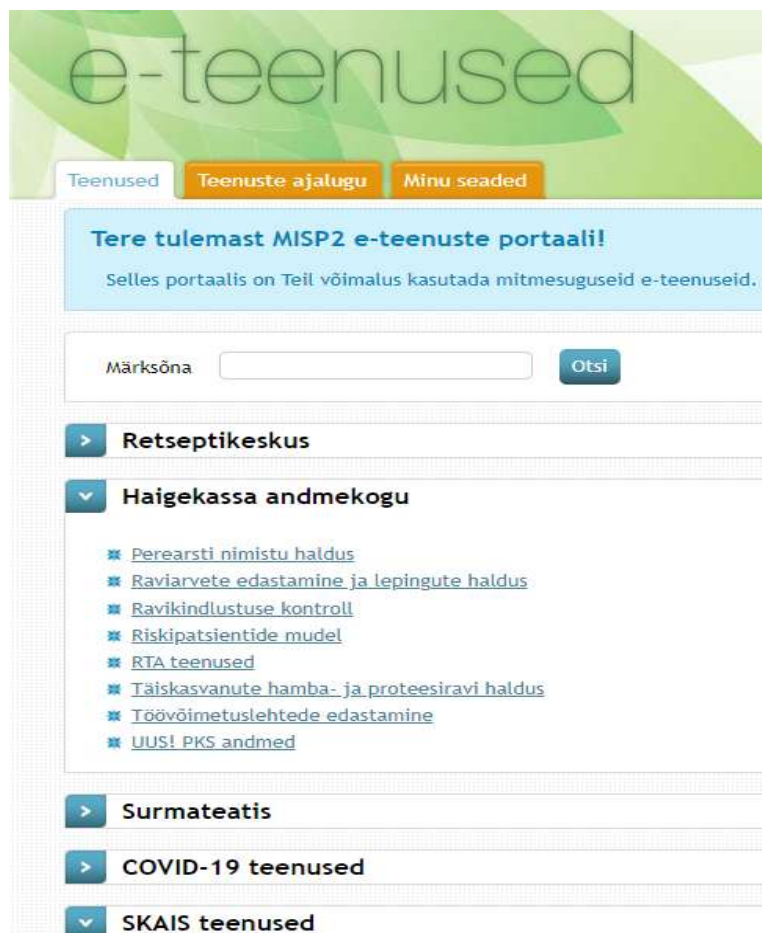 e-teenused
Teenused Teenuste ajalugu Minu seaded
Tere tulemast MISP2 e-teenuste portaali!
Selles portaalis on Teil võimalus kasutada mitmesuguseid e-teenuseid.
Märksõna Otsi
Retseptikeskus
Haigekassa andmekogu
Perearsti nimistu haldus
Raviarvete edastamine ja lepingute haldus
Ravikindlustuse kontroll
Riskipatsientide mudel
RTA teenused
Täiskasvanute hamba- ja proteesiravi haldus
Töövõimetuslehtede edastamine
UUS! PKS andmed
Surmateatis
COVID-19 teenused
SKAIS teenused